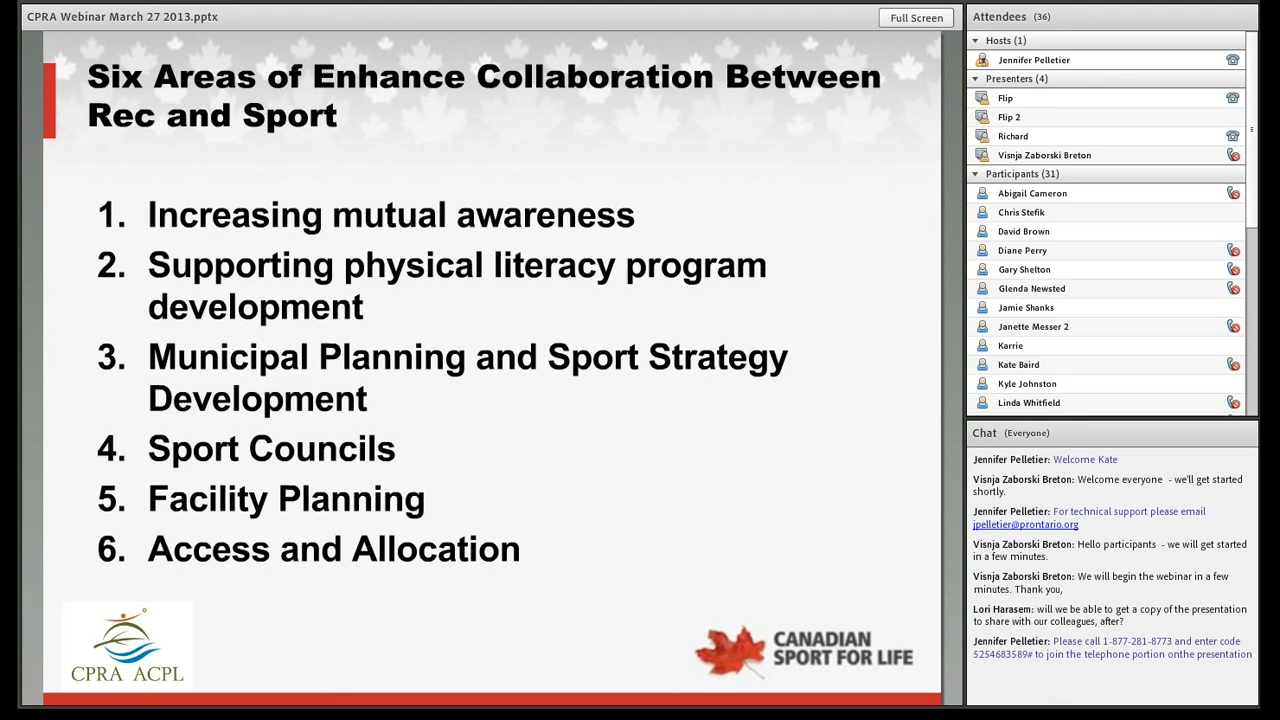 CPRA Webinar March 27 2013.pptx
Full Screen
Six Areas of Enhance Collaboration Between
Rec and Sport
1. Increasing mutual awareness
2. Supporting physical literacy program
development
3. Municipal Planning and Sport Strategy
Development
4. Sport Councils
5. Facility Planning
6. Access and Allocation
CPRA ACPL
CANADIAN
SPORT FOR LIFE
Attendees (36)
Hosts (1)
Jennifer Pelletier
Presenters (4)
Flip
Flip 2
Richard
Visnja Zaborski Breton
Participants (31)
Abigail Cameron
Chris Stefik
David Brown
Diane Perry
Gary Shelton
Glenda Newsted
Jamie Shanks
Janette Messer 2
Karrie
Kate Baird
Kyle Johnston
Linda Whitfield
Chat (Everyone)
Jennifer Pelletier: Welcome Kate
Visnja Zaborski Breton: Welcome everyone - we'll get started
shortly.
Jennifer Pelletier: For technical support please email
jpelletier@prontario.org
Visnja Zaborski Breton: Hello participants - we will get started
in a few minutes.
Visnja Zaborski Breton: We will begin the webinar in a few
minutes. Thank you,
Lori Harasem: will we be able to get a copy of the presentation
to share with our colleagues, after?
Jennifer Pelletier: Please call 1-877-281-8773 and enter code
5254683589# to join the telephone portion onthe presentation